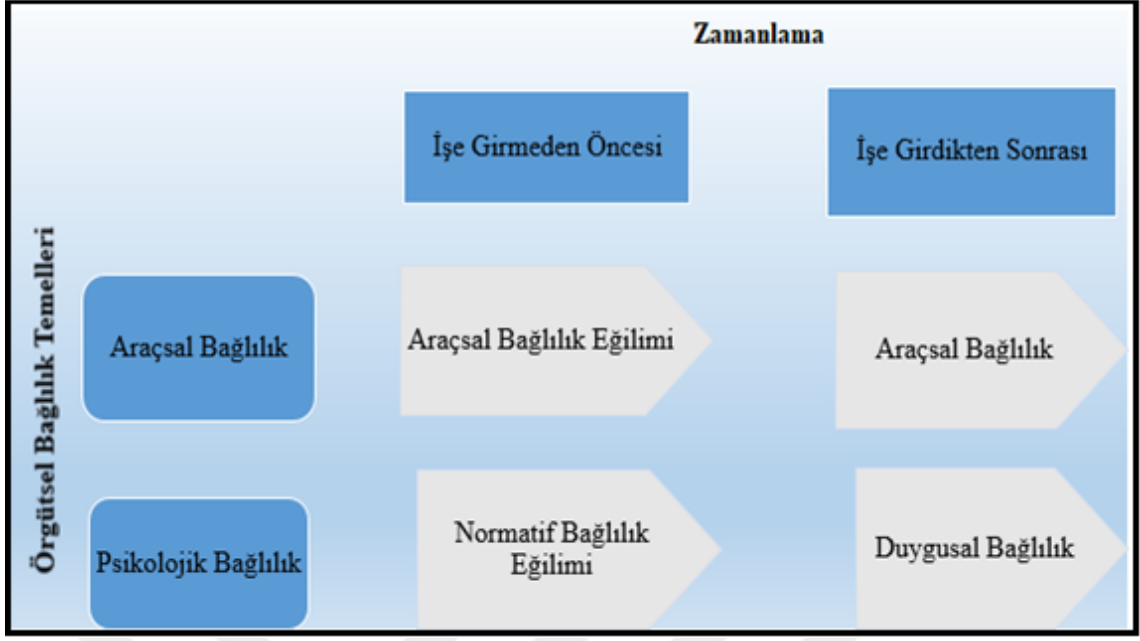 Zamanlama
İşe Girmeden Öncesi
İşe Girdikten Sonrası
Örgütsel Bağlılık Temelleri
Araçsal Bağlılık
Araçsal Bağlılık Eğilimi
Araçsal Bağlılık
Psikolojik Bağlılık
Normatif Bağlılık
Eğilimi
Duygusal Bağlılık